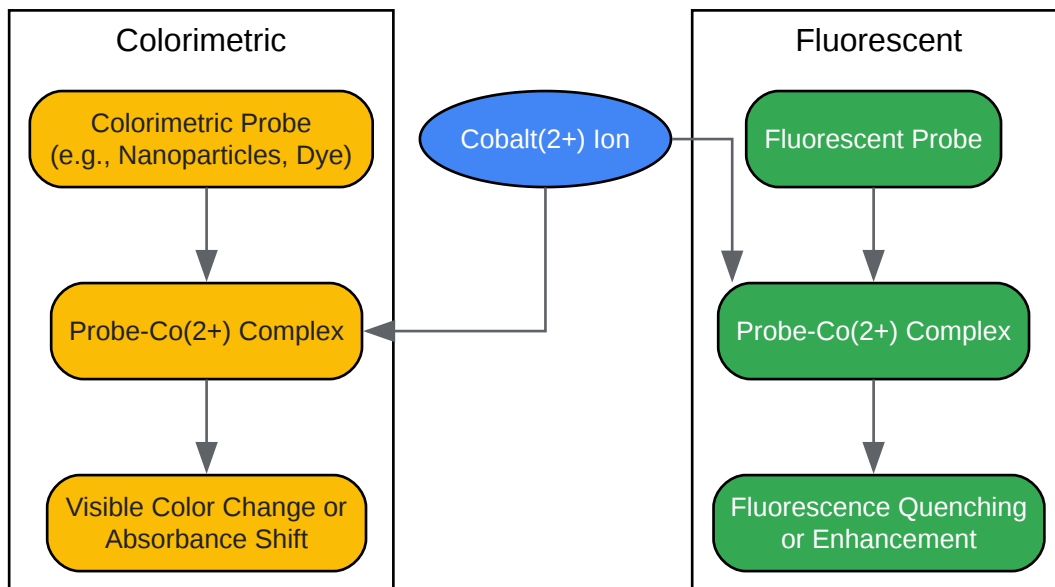 Colorimetric
Colorimetric Probe
(e.g., Nanoparticles, Dye)
Probe-Co(2+) Complex
Visible Color Change or
Absorbance Shift
Cobalt(2+) Ion
Fluorescent
Fluorescent Probe
Probe-Co(2+) Complex
Fluorescence Quenching
or Enhancement